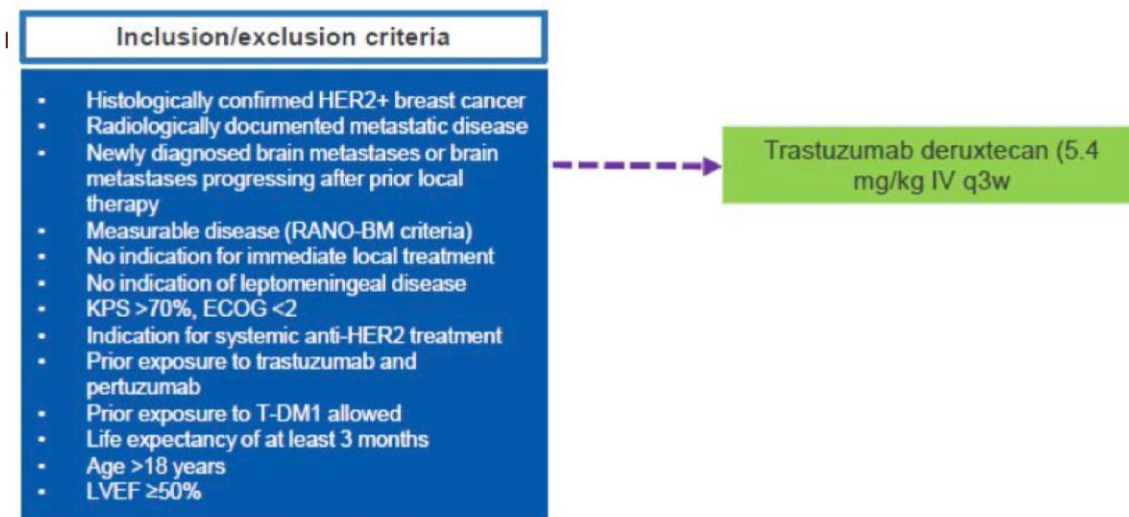 Inclusion/exclusion criteria
• Histologically confirmed HER2+ breast cancer
• Radiologically documented metastatic disease
• Newly diagnosed brain metastases or brain
metastases progressing after prior local
therapy
• Measurable disease (RANO-BM criteria)
• No indication for immediate local treatment
• No indication of leptomeningeal disease
• KPS >70%, ECOG <2
• Indication for systemic anti-HER2 treatment
• Prior exposure to trastuzumab and
pertuzumab
• Prior exposure to T-DM1 allowed
• Life expectancy of at least 3 months
• Age >18 years
• LVEF ≥50%
Trastuzumab deruxtecan (5.4
mg/kg IV q3w